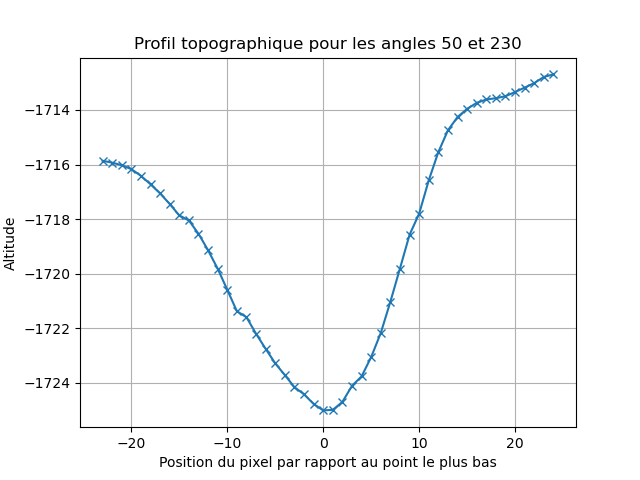 Profil topographique pour les angles 50 et 230
−1714
−1716
−1718
−1720
−1722
−1724
Altitude
−20 −10 0 10 20
Position du pixel par rapport au point le plus bas